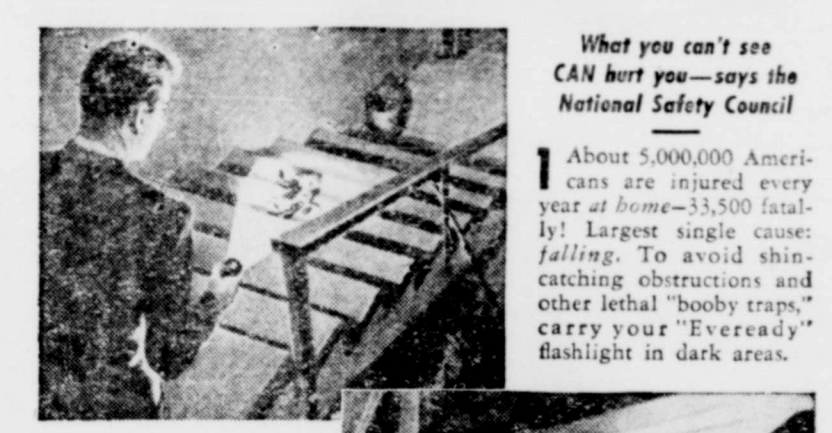 What you can't see
CAN hurt you—says the
National Safety Council
1 About 5,000,000 Ameri-
cans are injured every
year at home—33,500 fatal-
ly! Largest single cause:
falling. To avoid shin-
catching obstructions and
other lethal "booby traps,"
carry your "Eveready"
flashlight in dark areas.